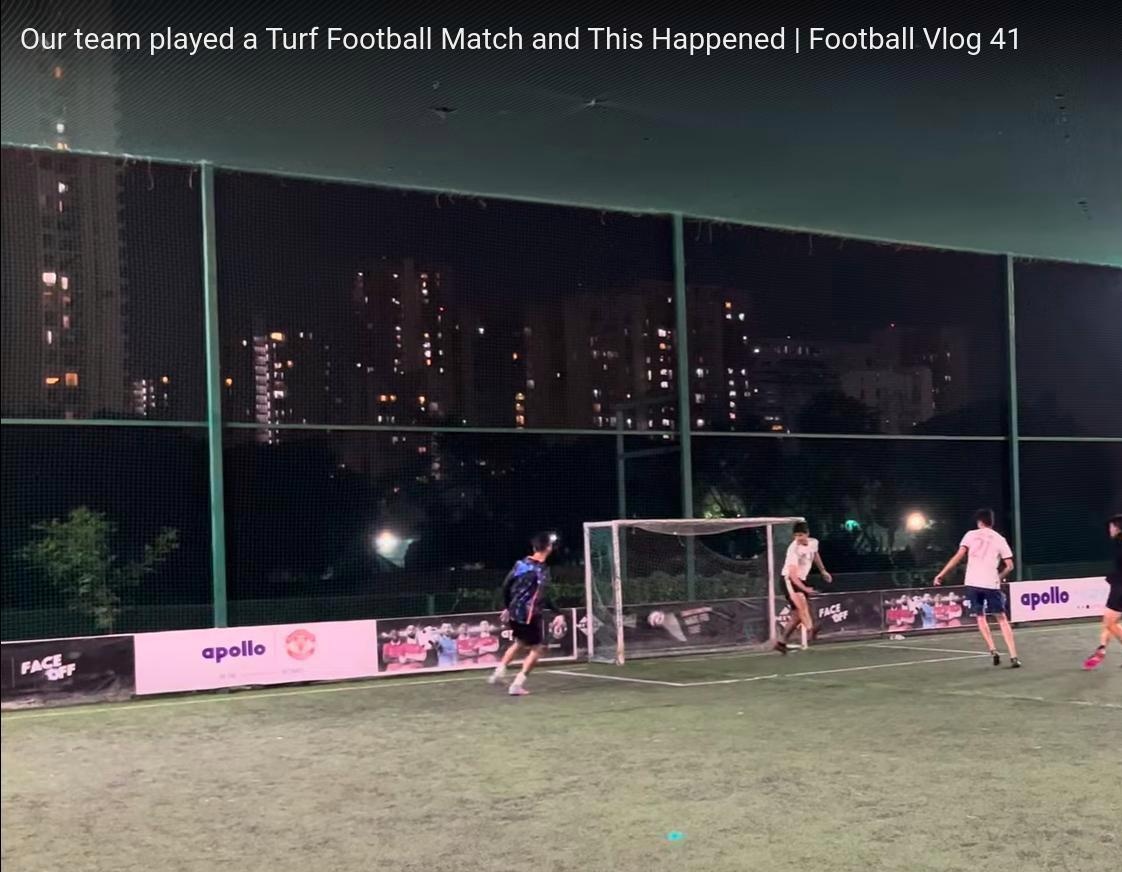 Our team played a Turf Football Match and This Happened | Football Vlog 41
21
FACE
OFF
apollo
FACE
OFF
apollo